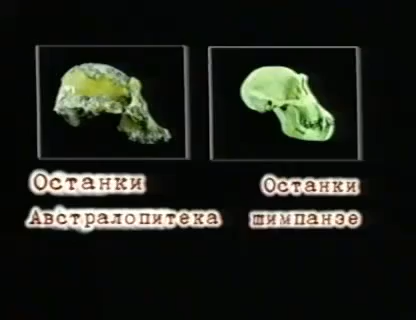 Останки
Австралопитека
Останки
шимпанзе